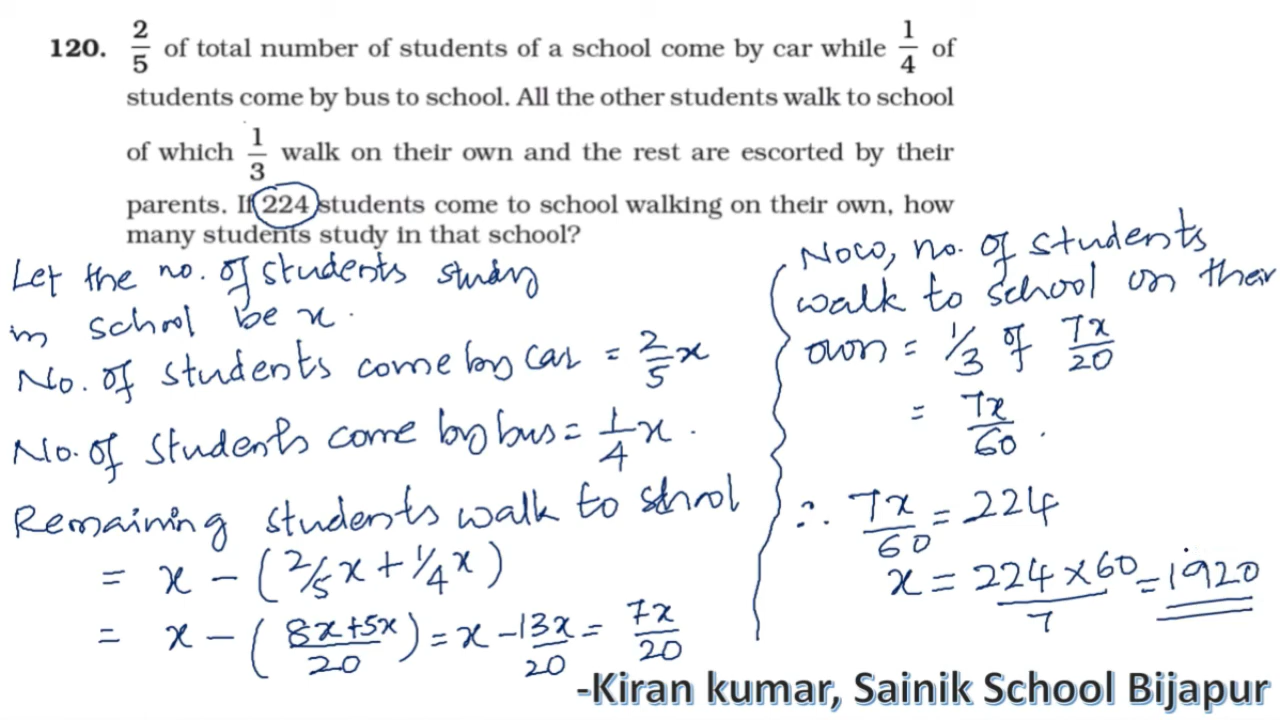 120. 2/5 of total number of students of a school come by car while 1/4 of
students come by bus to school. All the other students walk to school
of which 1/3 walk on their own and the rest are escorted by their
parents. If 224 students come to school walking on their own, how
many students study in that school?
Let the no. of students study
in school be x.
No. of students come by car = 2/5 x
No. of students come by bus = 1/4 x.
Remaining students walk to school
= x - (2/5 x + 1/4 x)
= x - (8x+5x/20) = x - 13x/20 = 7x/20
Now, no. of students
walk to school on their
own = 1/3 of 7x/20
= 7x/60.
∴ 7x/60 = 224
x = 224 × 60/7 = 1920
-Kiran kumar, Sainik School Bijapur